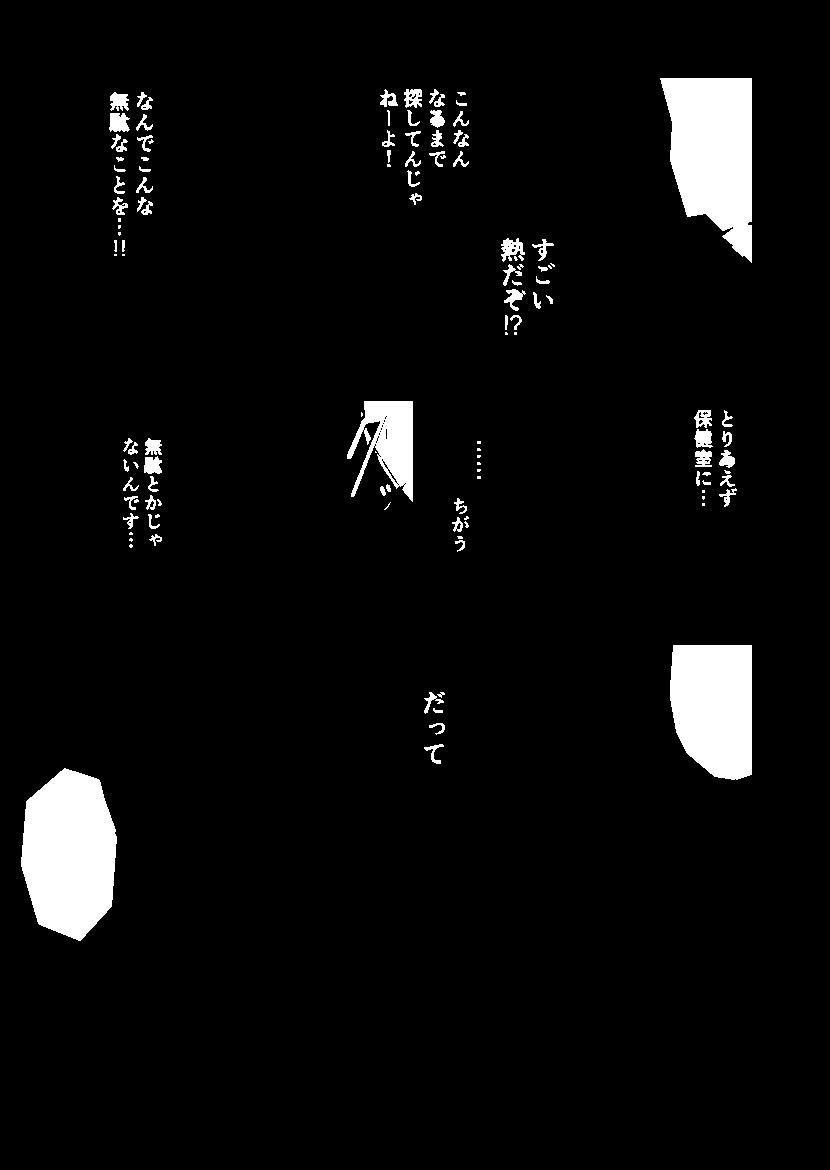 すごい
熱だぞ!?
こんなん
なるまで
探してんじゃ
ねーよ！
なんでこんな
無駄なことを…!!
とりあえず
保健室に…
……
ちがう
無駄とかじゃ
ないんです…
だって